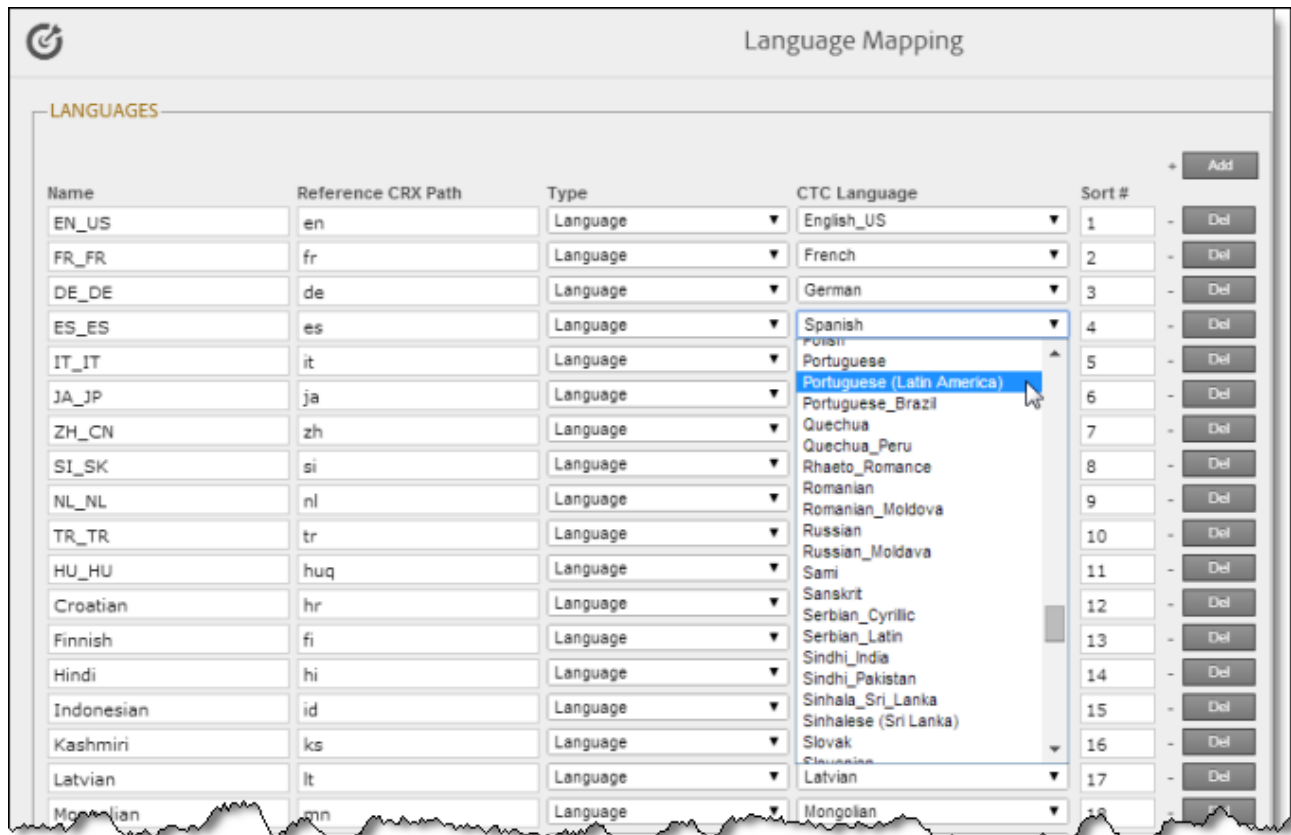 Language Mapping
LANGUAGES
+ Add
Name Reference CRX Path Type CTC Language Sort #
EN_US en Language English_US 1 - Del
FR_FR fr Language French 2 - Del
DE_DE de Language German 3 - Del
ES_ES es Language Spanish 4 - Del
Polish
IT_IT it Language Portuguese 5 - Del
Portuguese (Latin America)
JA_JP ja Language Portuguese_Brazil 6 - Del
Quechua
ZH_CN zh Language Quechua_Peru 7 - Del
SI_SK si Language Rhaeto_Romance 8 - Del
Romanian
NL_NL nl Language Romanian_Moldova 9 - Del
TR_TR tr Language Russian 10 - Del
Russian_Moldava
HU_HU huq Language Sami 11 - Del
Sanskrit
Croatian hr Language Serbian_Cyrillic 12 - Del
Finnish fi Language Serbian_Latin 13 - Del
Sindhi_India
Hindi hi Language Sindhi_Pakistan 14 - Del
Sinhala_Sri_Lanka
Indonesian id Language Sinhalese (Sri Lanka) 15 - Del
Kashmiri ks Language Slovak 16 - Del
Slovenian
Latvian lt Language Latvian 17 - Del
Mongolian mn Language Mongolian 18 -